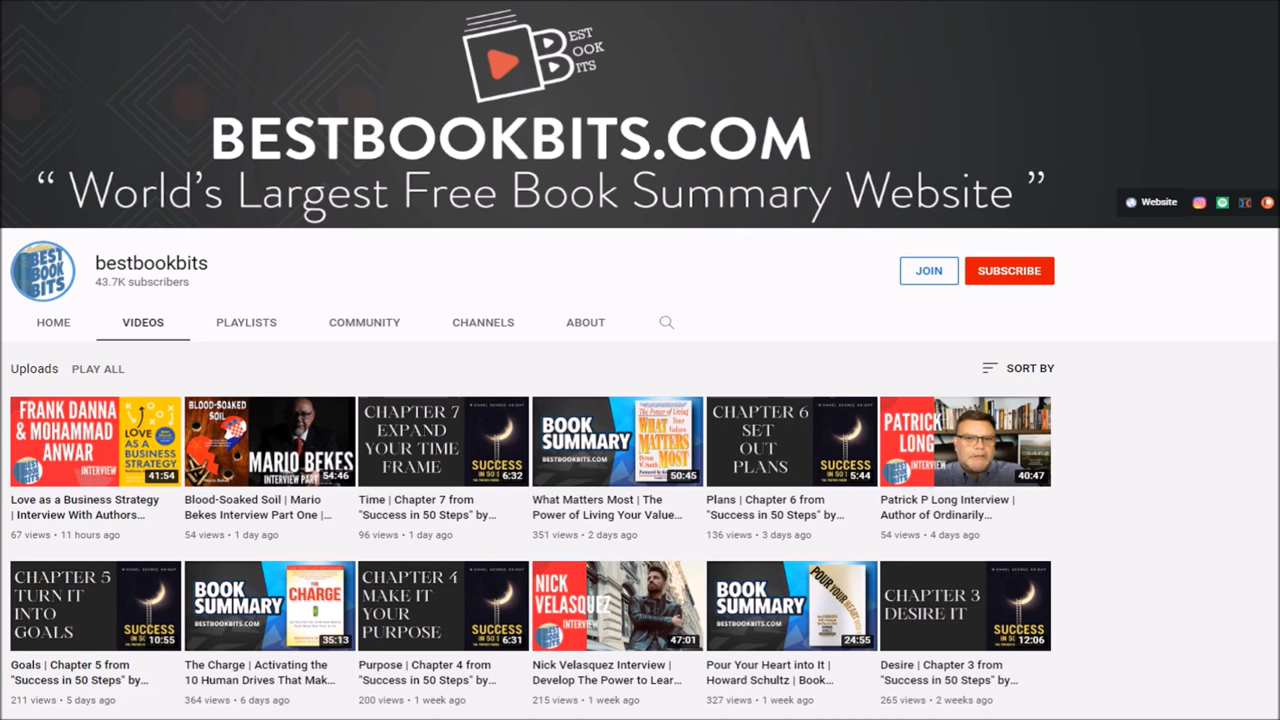 BEST
BOOK
BITS
BESTBOOKBITS.COM
“ World's Largest Free Book Summary Website ”
Website
BEST
BOOK
BITS
bestbookbits
43.7K subscribers
JOIN
SUBSCRIBE
HOME
VIDEOS
PLAYLISTS
COMMUNITY
CHANNELS
ABOUT
Uploads
PLAY ALL
SORT BY
FRANK DANNA
& MOHAMMAD
ANWAR
INTERVIEW
LOVE
AS A
BUSINESS
STRATEGY
41:54
BLOOD-SOAKED
SOIL
MARIO BEKES
INTERVIEW PART
54:46
CHAPTER 7
EXPAND
YOUR TIME
FRAME
SUCCESS
IN 50 S
6:32
BOOK
SUMMARY
BESTBOOKBITS.COM
The Power of Living
Your
Values
WHAT
MATTERS
MOST
50:45
CHAPTER 6
SET
OUT
PLANS
SUCCESS
IN 50 S
5:44
PATRICK
LONG
INTERVIEW
40:47
Love as a Business Strategy
| Interview With Authors...
67 views • 11 hours ago
Blood-Soaked Soil | Mario
Bekes Interview Part One |...
54 views • 1 day ago
Time | Chapter 7 from
"Success in 50 Steps" by...
96 views • 1 day ago
What Matters Most | The
Power of Living Your Value...
351 views • 2 days ago
Plans | Chapter 6 from
"Success in 50 Steps" by...
136 views • 3 days ago
Patrick P Long Interview |
Author of Ordinarily...
54 views • 4 days ago
CHAPTER 5
TURN IT
INTO
GOALS
SUCCESS
10:55
BOOK
SUMMARY
BESTBOOKBITS.COM
THE
CHARGE
35:13
CHAPTER 4
MAKE IT
YOUR
PURPOSE
SUCCESS
IN 50 S
6:31
NICK
VELASQUEZ
INTERVIEW
47:01
BOOK
SUMMARY
BESTBOOKBITS.COM
POUR YOUR HEART
24:55
CHAPTER 3
DESIRE IT
SUCCESS
12:06
Goals | Chapter 5 from
"Success in 50 Steps" by...
211 views • 5 days ago
The Charge | Activating the
10 Human Drives That Mak...
364 views • 6 days ago
Purpose | Chapter 4 from
"Success in 50 Steps" by...
200 views • 1 week ago
Nick Velasquez Interview |
Develop The Power to Lear...
215 views • 1 week ago
Pour Your Heart into It |
Howard Schultz | Book...
327 views • 1 week ago
Desire | Chapter 3 from
"Success in 50 Steps" by...
265 views • 2 weeks ago